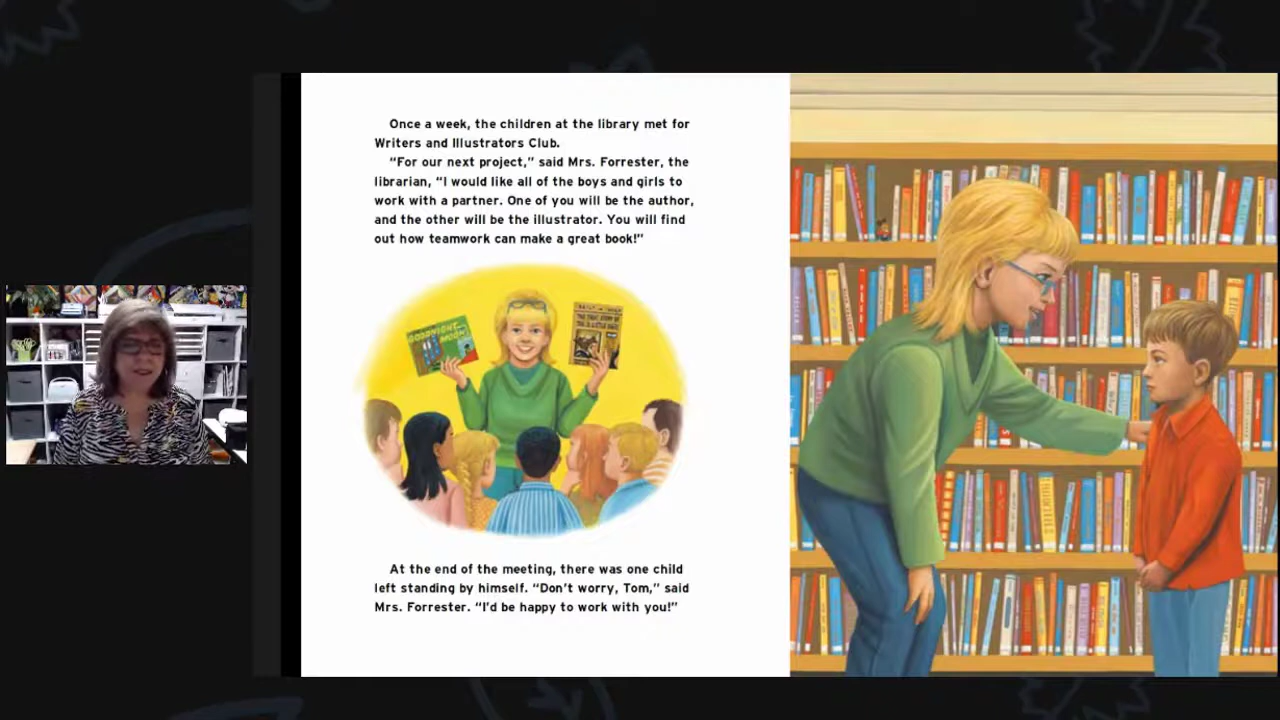 Once a week, the children at the library met for
Writers and Illustrators Club.
“For our next project,” said Mrs. Forrester, the
librarian, “I would like all of the boys and girls to
work with a partner. One of you will be the author,
and the other will be the illustrator. You will find
out how teamwork can make a great book!”
GOODNIGHT
MOON
At the end of the meeting, there was one child
left standing by himself. “Don’t worry, Tom,” said
Mrs. Forrester. “I’d be happy to work with you!”